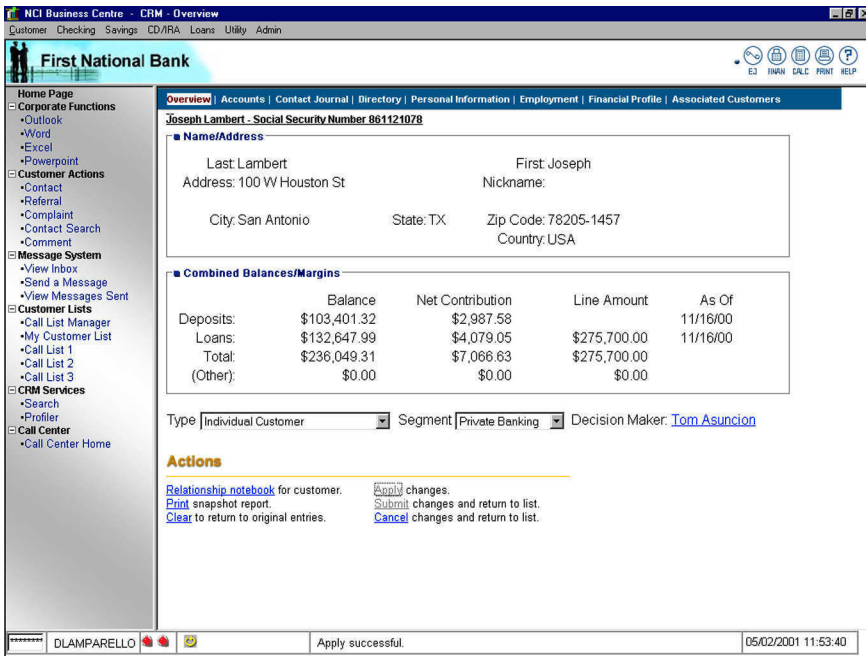 NCI Business Centre - CRM - Overview
Customer Checking Savings CD/IRA Loans Utility Admin
First National Bank
EJ FINAN CALC PRINT HELP
Home Page
Corporate Functions
•Outlook
•Word
•Excel
•Powerpoint
Customer Actions
•Contact
•Referral
•Complaint
•Contact Search
•Comment
Message System
•View Inbox
•Send a Message
•View Messages Sent
Customer Lists
•Call List Manager
•My Customer List
•Call List 1
•Call List 2
•Call List 3
CRM Services
•Search
•Profiler
Call Center
•Call Center Home
Overview | Accounts | Contact Journal | Directory | Personal Information | Employment | Financial Profile | Associated Customers
Joseph Lambert - Social Security Number 861121078
Name/Address
Last: Lambert First: Joseph
Address: 100 W Houston St Nickname:
City: San Antonio State: TX Zip Code: 78205-1457
Country: USA
Combined Balances/Margins
Balance Net Contribution Line Amount As Of
Deposits: $103,401.32 $2,987.58 11/16/00
Loans: $132,647.99 $4,079.05 $275,700.00 11/16/00
Total: $236,049.31 $7,066.63 $275,700.00
(Other): $0.00 $0.00 $0.00
Type Individual Customer Segment Private Banking Decision Maker: Tom Asuncion
Actions
Relationship notebook for customer. Apply changes.
Print snapshot report. Submit changes and return to list.
Clear to return to original entries. Cancel changes and return to list.
******** DLAMPARELLO Apply successful. 05/02/2001 11:53:40